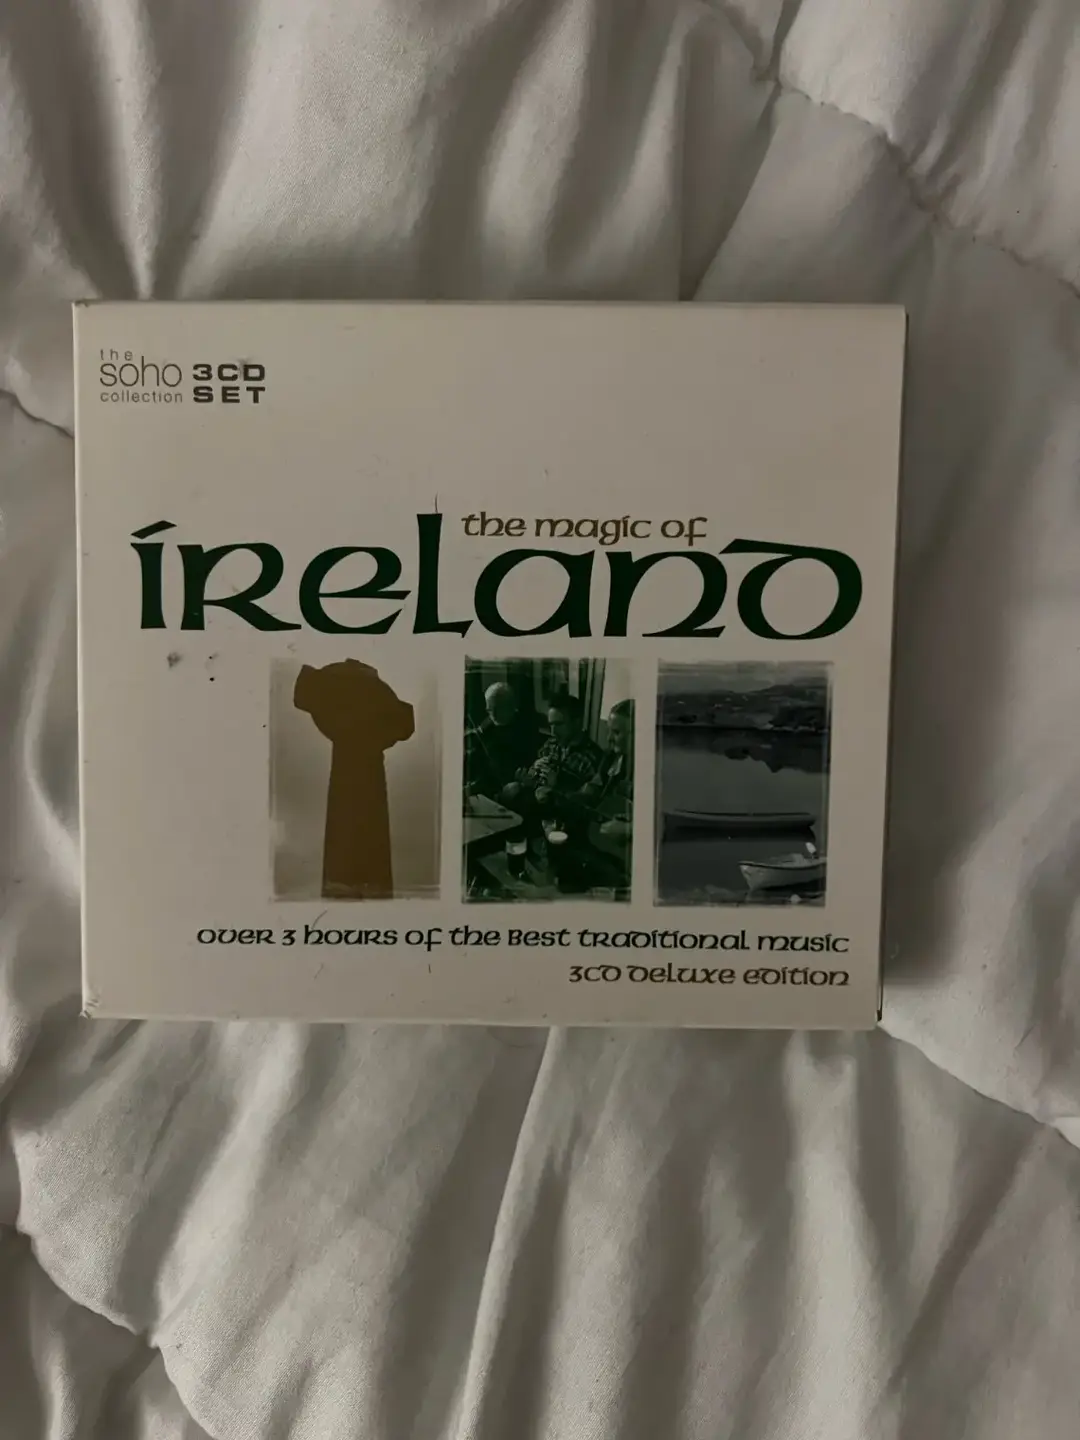 the
soho
collection
3CD
SET
the magic of
íreland
over 3 hours of the best traditional music
3CD deluxe edition